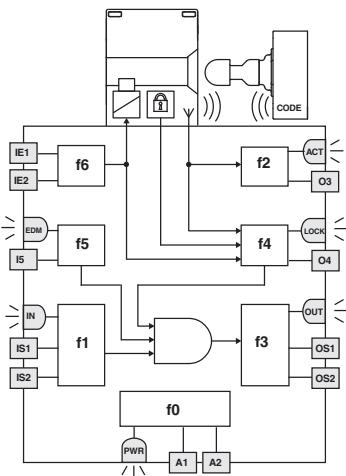 CODE
IE1
f6
f2
ACT
IE2
O3
EDM
f5
f4
LOCK
I5
O4
IN
f1
f3
OUT
IS1
OS1
IS2
OS2
f0
PWR
A1
A2